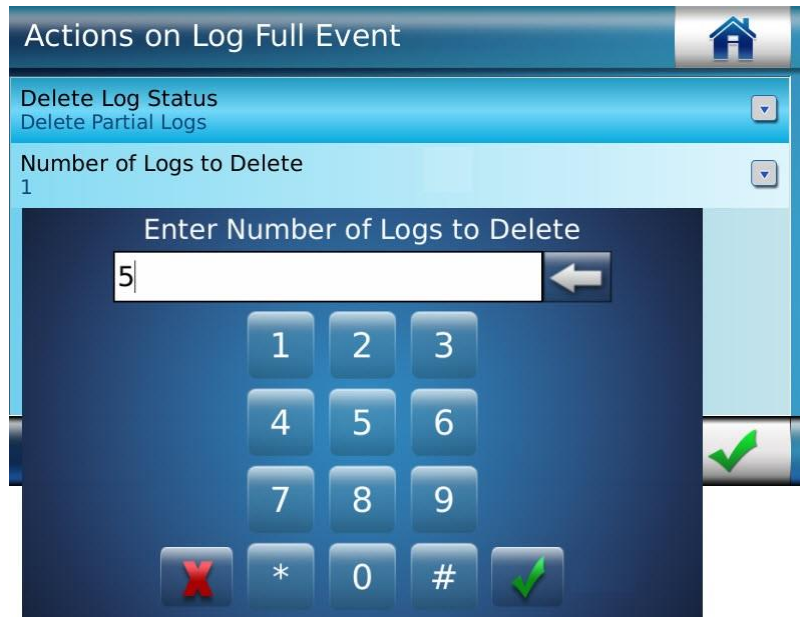 Actions on Log Full Event
Delete Log Status
Delete Partial Logs
Number of Logs to Delete
1
Enter Number of Logs to Delete
5
1 2 3
4 5 6
7 8 9
* 0 #